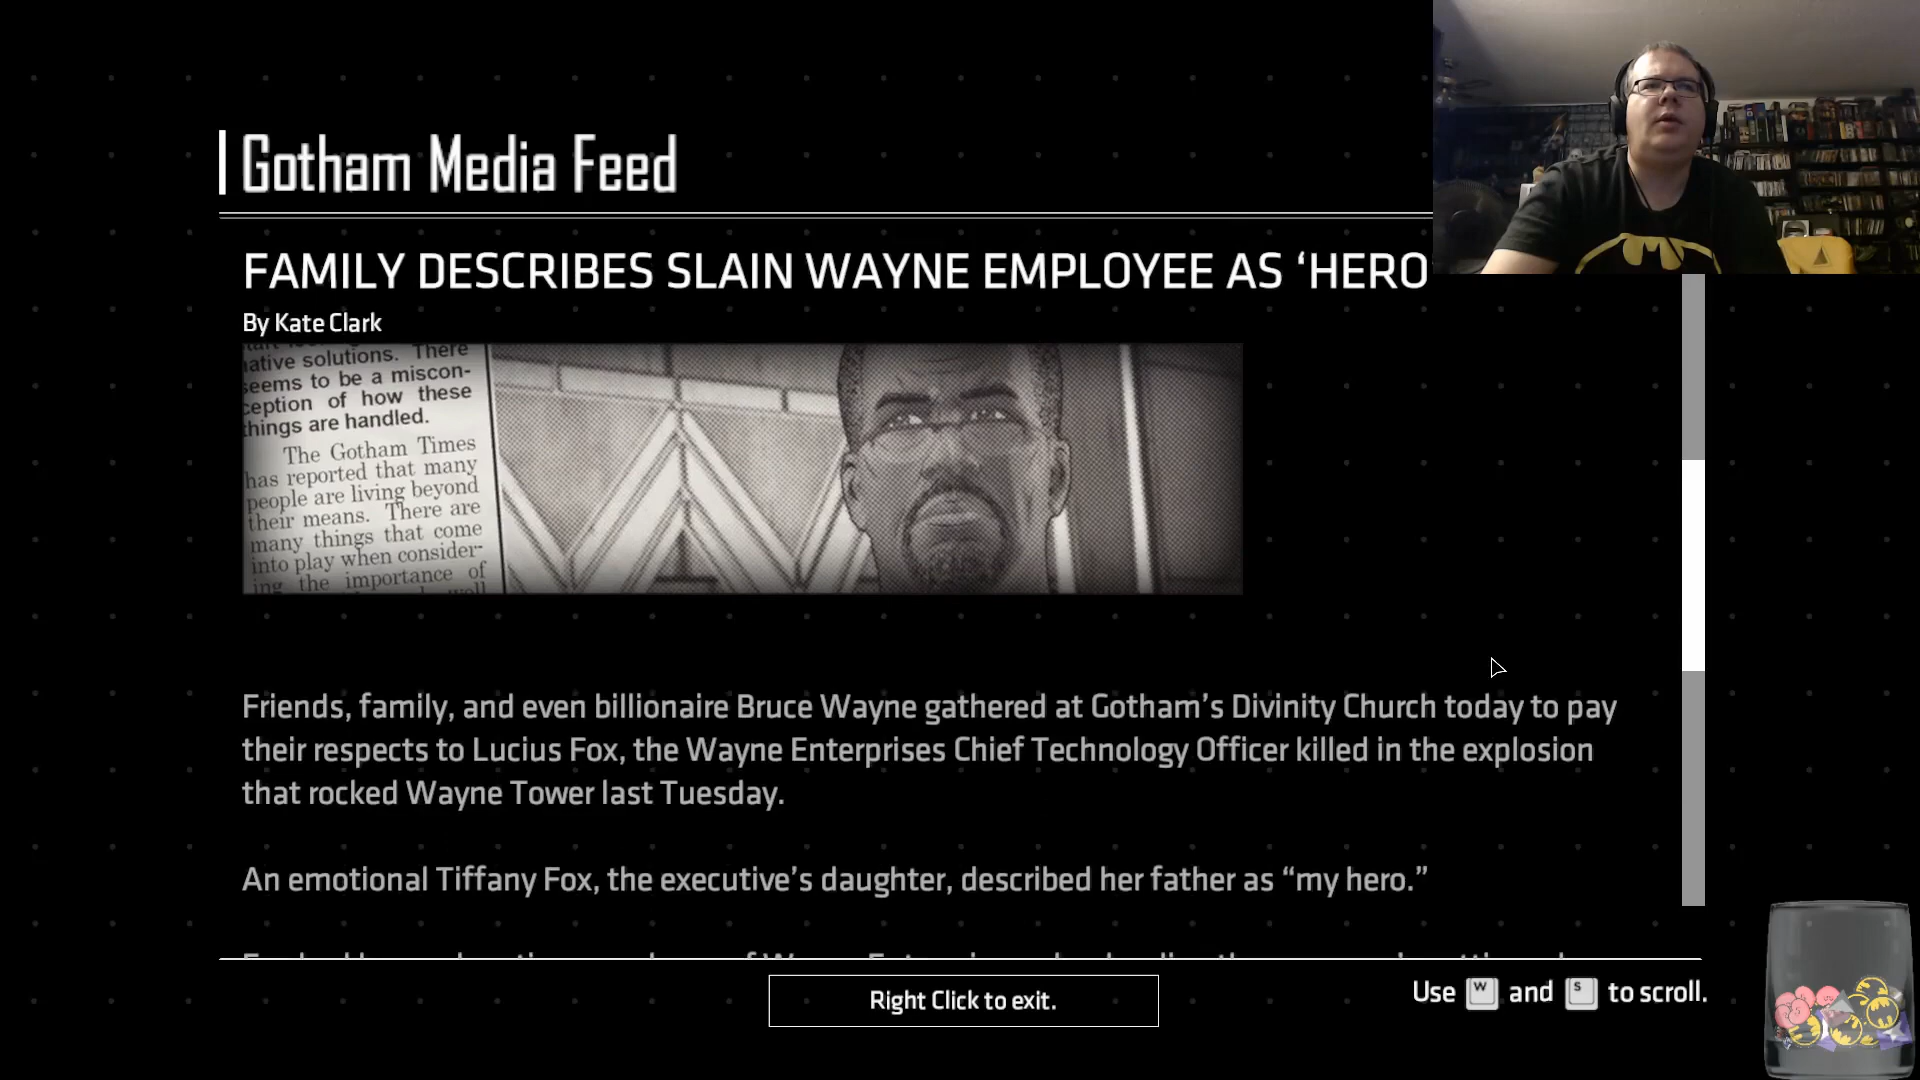 Gotham Media Feed
FAMILY DESCRIBES SLAIN WAYNE EMPLOYEE AS ‘HERO
By Kate Clark
native solutions. There
seems to be a miscon-
ception of how these
things are handled.
The Gotham Times
has reported that many
people are living beyond
their means. There are
many things that come
into play when consider-
ing the importance of
well
Friends, family, and even billionaire Bruce Wayne gathered at Gotham’s Divinity Church today to pay
their respects to Lucius Fox, the Wayne Enterprises Chief Technology Officer killed in the explosion
that rocked Wayne Tower last Tuesday.
An emotional Tiffany Fox, the executive’s daughter, described her father as “my hero.”
Right Click to exit.
Use W and S to scroll.